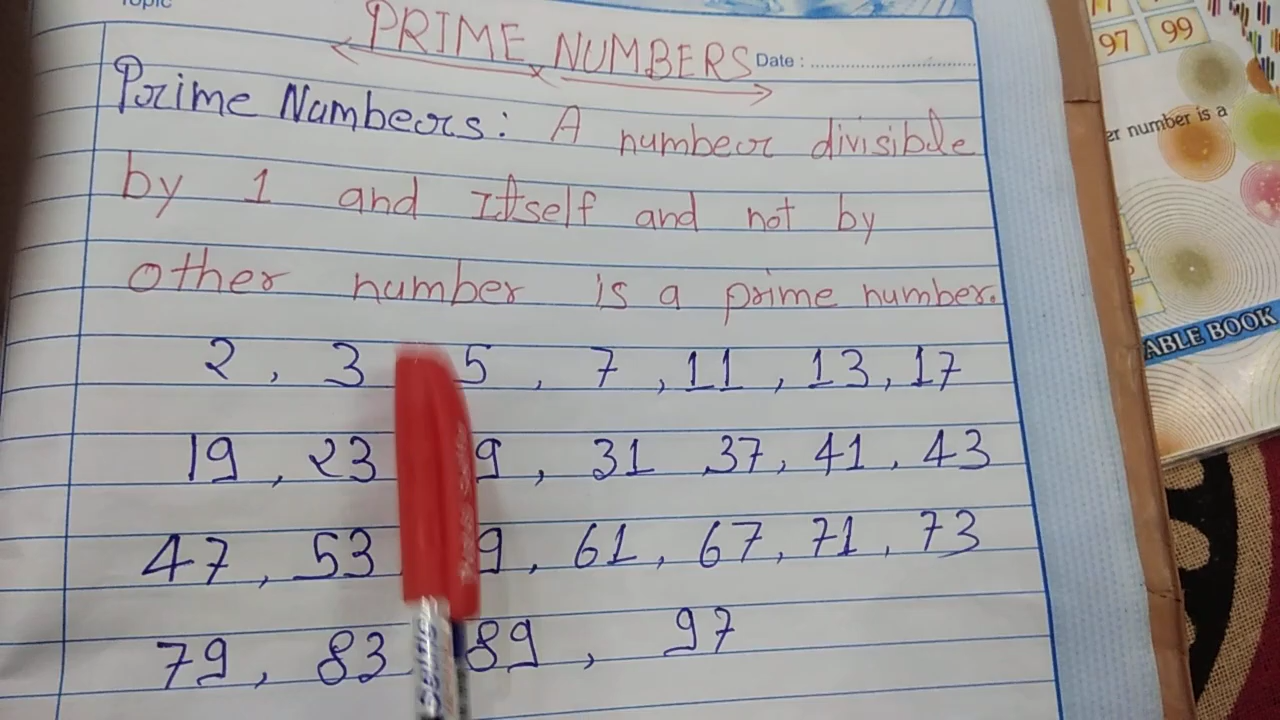 Topic
PRIME NUMBERS
Date :
Prime Numbers: A number divisible
by 1 and Itself and not by
other number is a prime number.
2, 3 5, 7, 11, 13, 17
19, 23 9, 31 ,37, 41, 43
47, 53 9, 61, 67, 71, 73
79, 83 89, 97
97 99
er number is a
ABLE BOOK